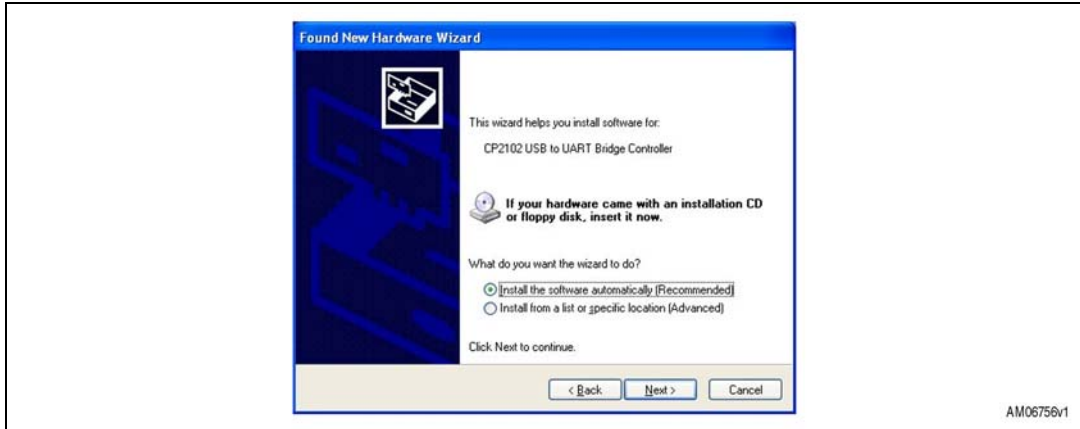 Found New Hardware Wizard
This wizard helps you install software for:
CP2102 USB to UART Bridge Controller
If your hardware came with an installation CD
or floppy disk, insert it now.
What do you want the wizard to do?
Install the software automatically (Recommended)
Install from a list or specific location (Advanced)
Click Next to continue.
< Back
Next >
Cancel
AM06756v1